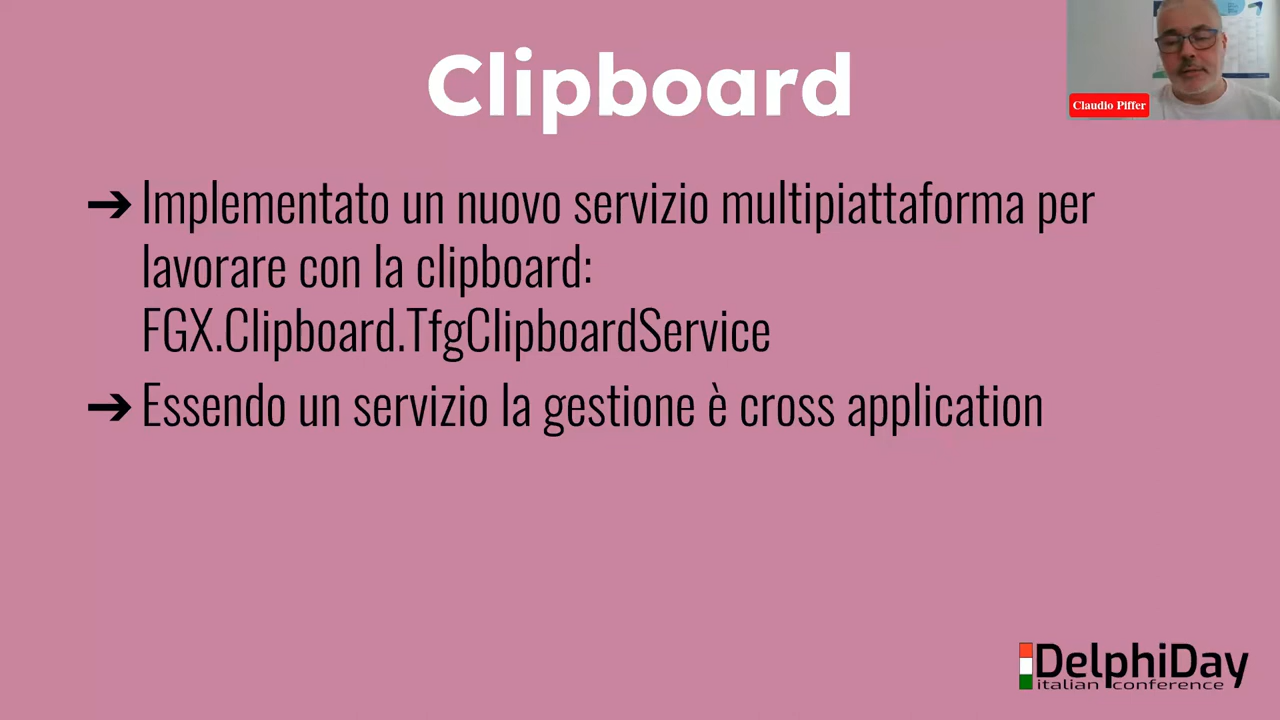 Clipboard
Claudio Piffer
➔ Implementato un nuovo servizio multipiattaforma per
lavorare con la clipboard:
FGX.Clipboard.TfgClipboardService
➔ Essendo un servizio la gestione è cross application
DelphiDay
italian conference